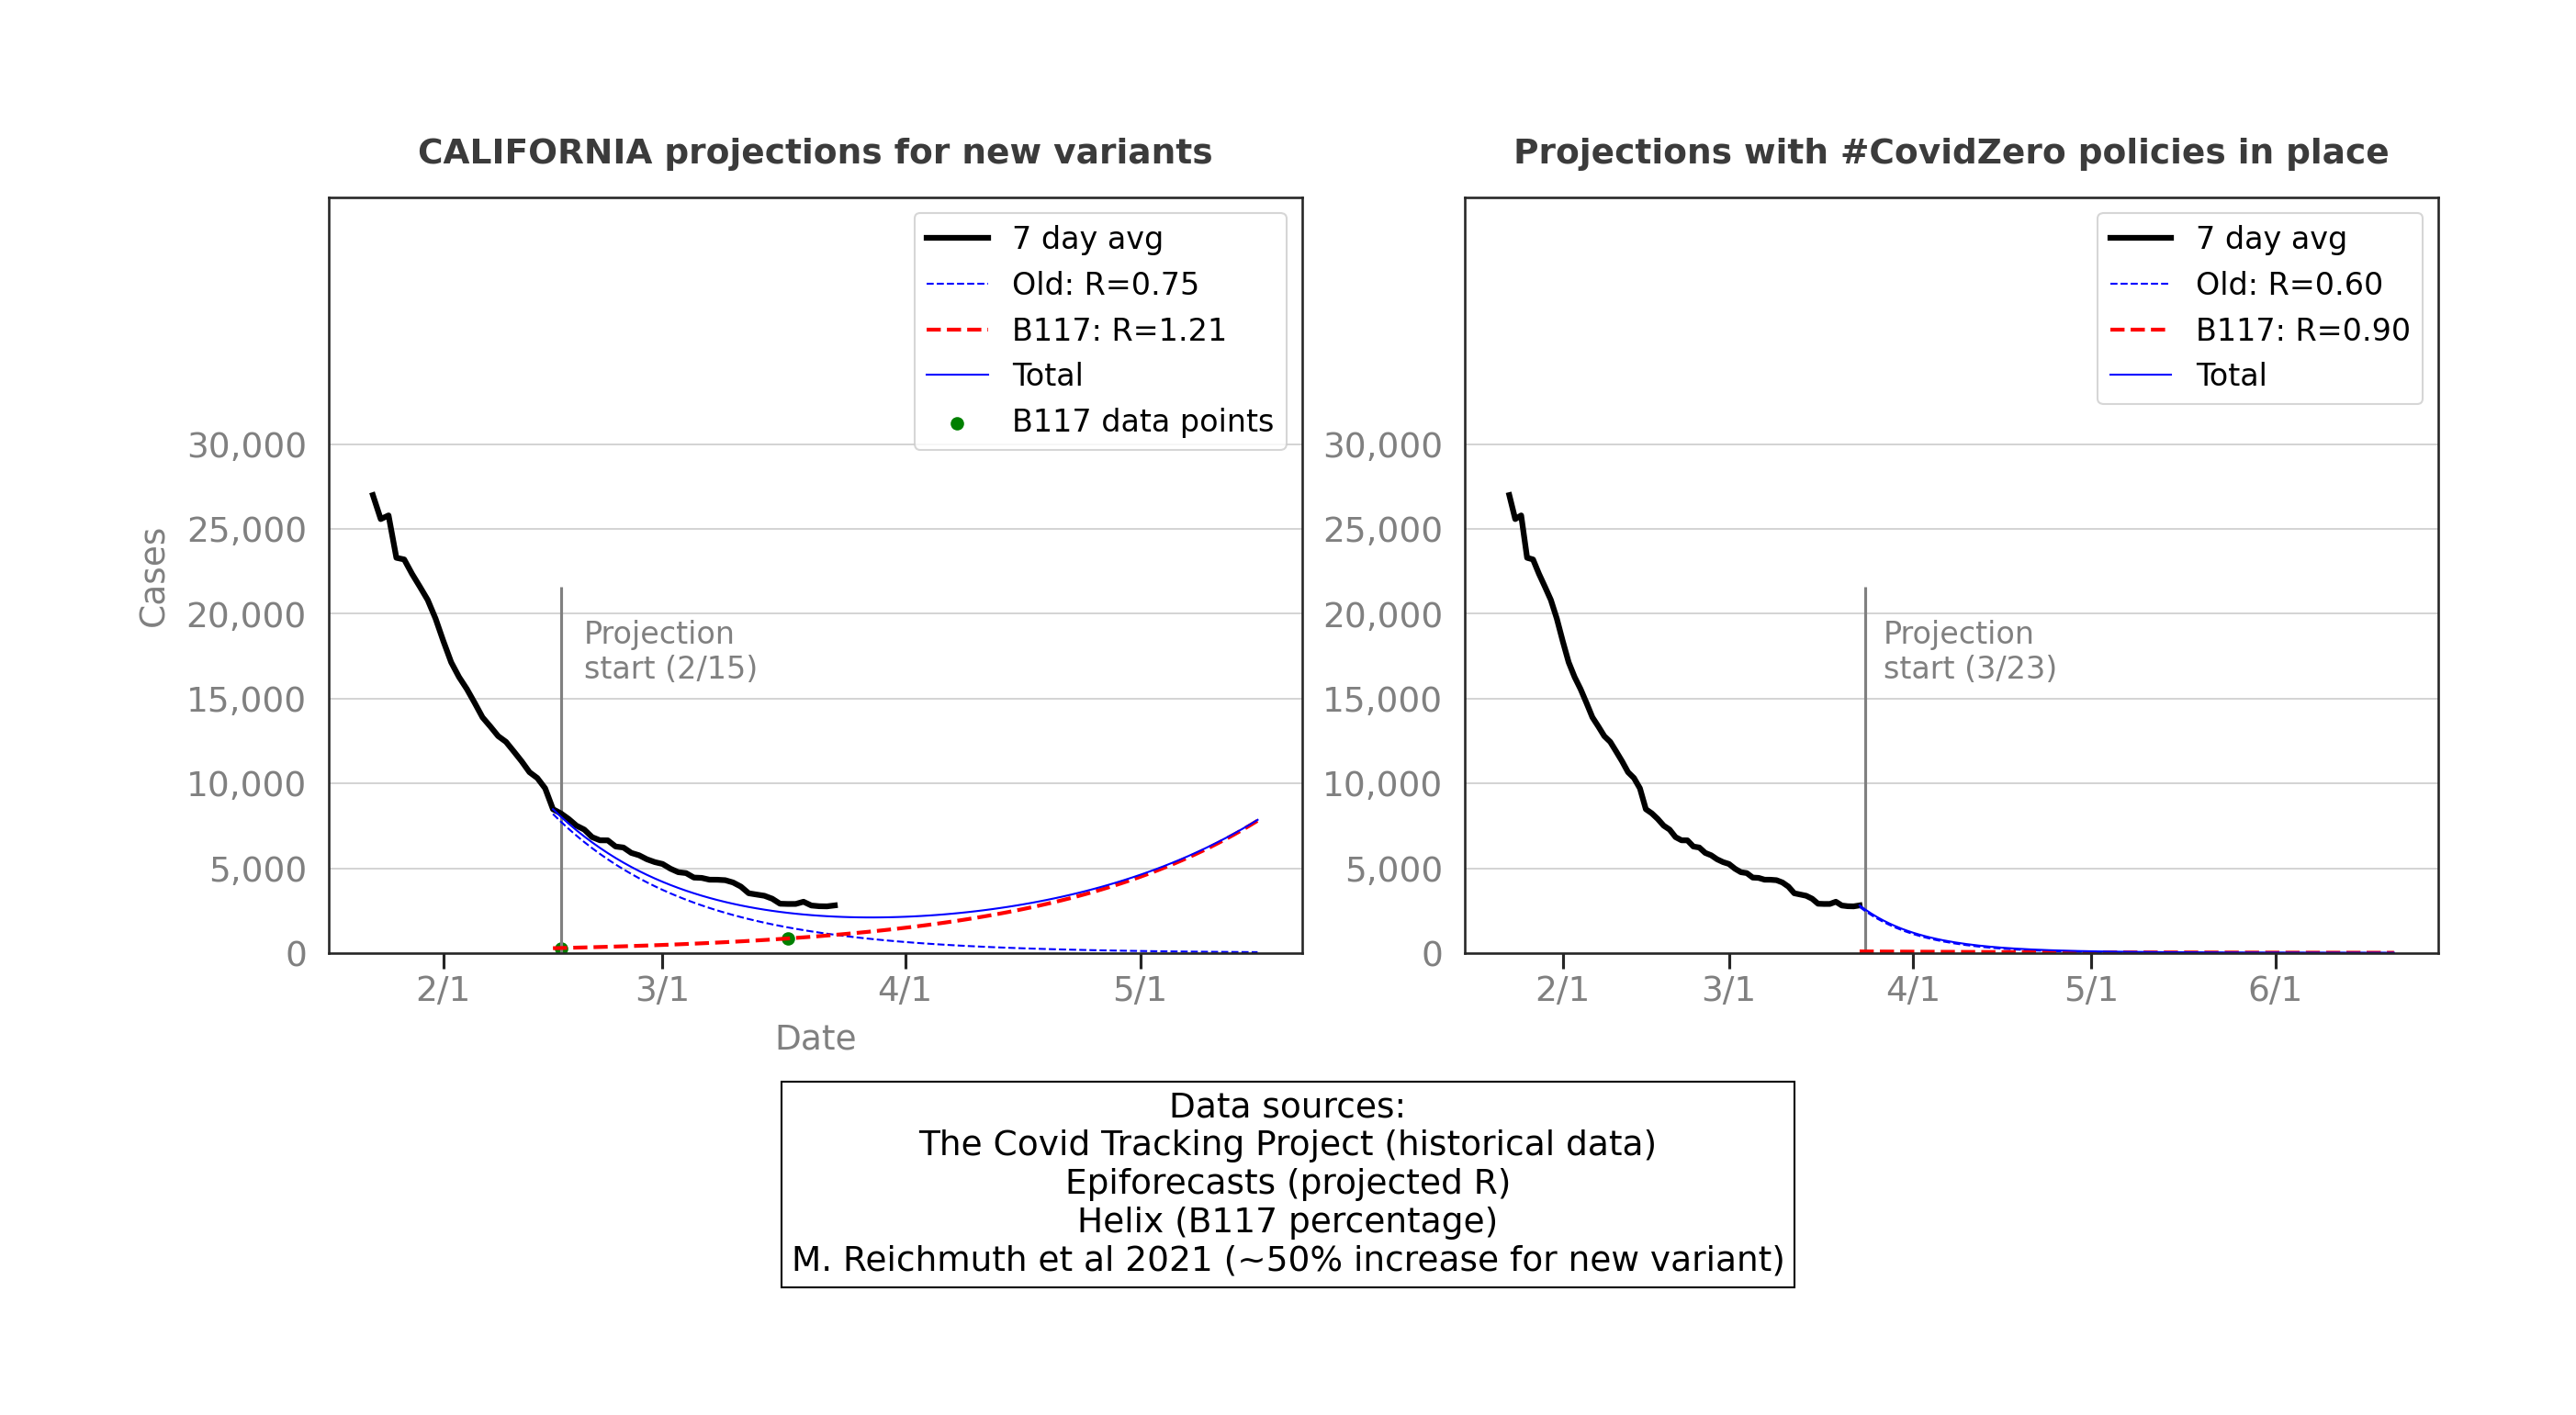 CALIFORNIA projections for new variants
7 day avg
Old: R=0.75
B117: R=1.21
Total
B117 data points
30,000
25,000
20,000
15,000
10,000
5,000
0
Cases
Projection
start (2/15)
2/1
3/1
4/1
5/1
Date
Projections with #CovidZero policies in place
7 day avg
Old: R=0.60
B117: R=0.90
Total
30,000
25,000
20,000
15,000
10,000
5,000
0
Projection
start (3/23)
2/1
3/1
4/1
5/1
6/1
Data sources:
The Covid Tracking Project (historical data)
Epiforecasts (projected R)
Helix (B117 percentage)
M. Reichmuth et al 2021 (~50% increase for new variant)